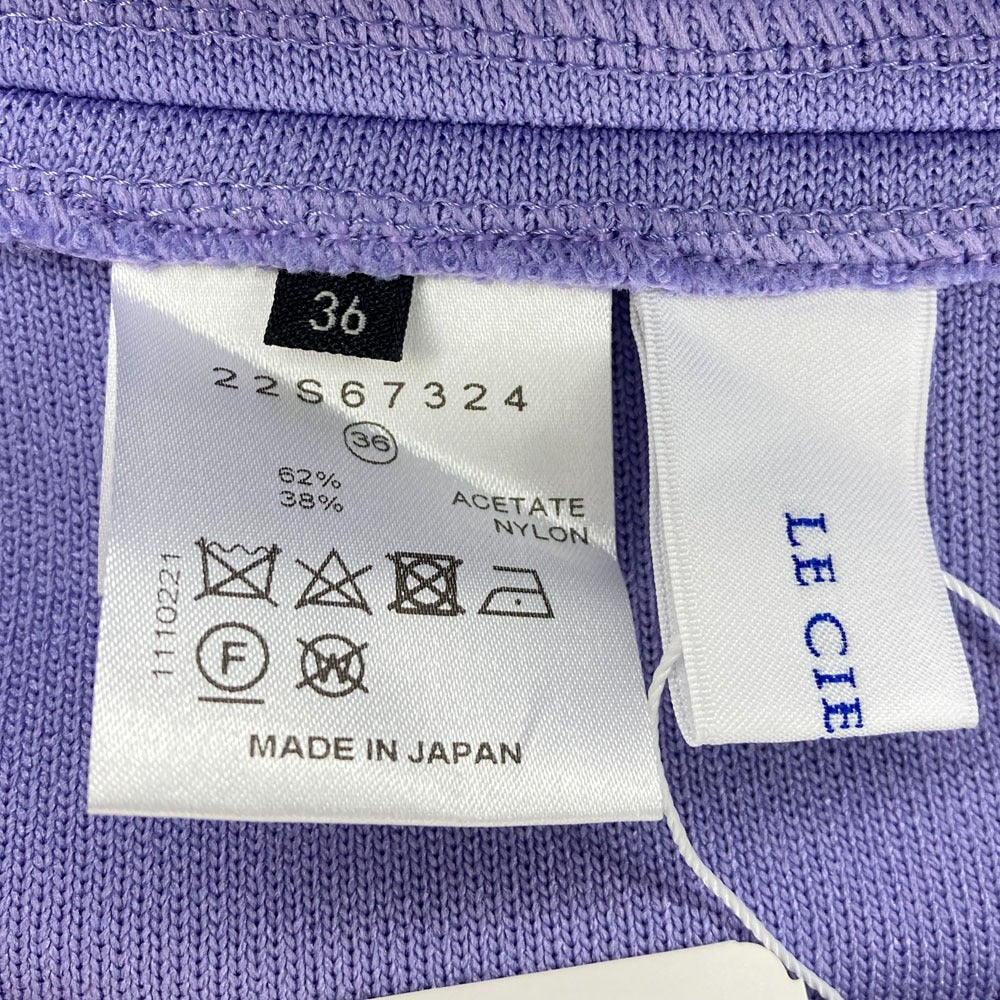 36
22S67324
36
62% ACETATE
38% NYLON
1110221
F
W
MADE IN JAPAN
LE CIE